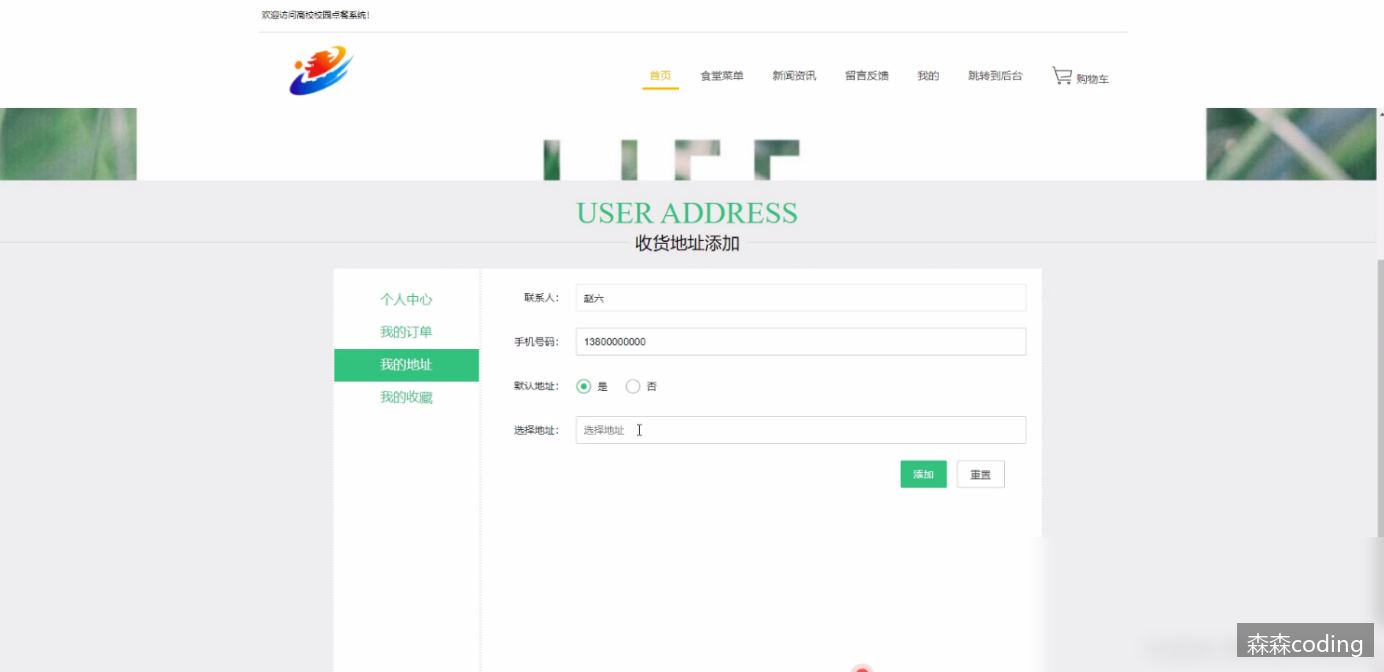 欢迎访问高校校园点餐系统!
首页 食堂菜单 新闻资讯 留言反馈 我的 跳转到后台 购物车
USER ADDRESS
收货地址添加
个人中心
我的订单
我的地址
我的收藏
联系人: 赵六
手机号码: 13800000000
默认地址: 是 否
选择地址: 选择地址
添加 重置
森森coding